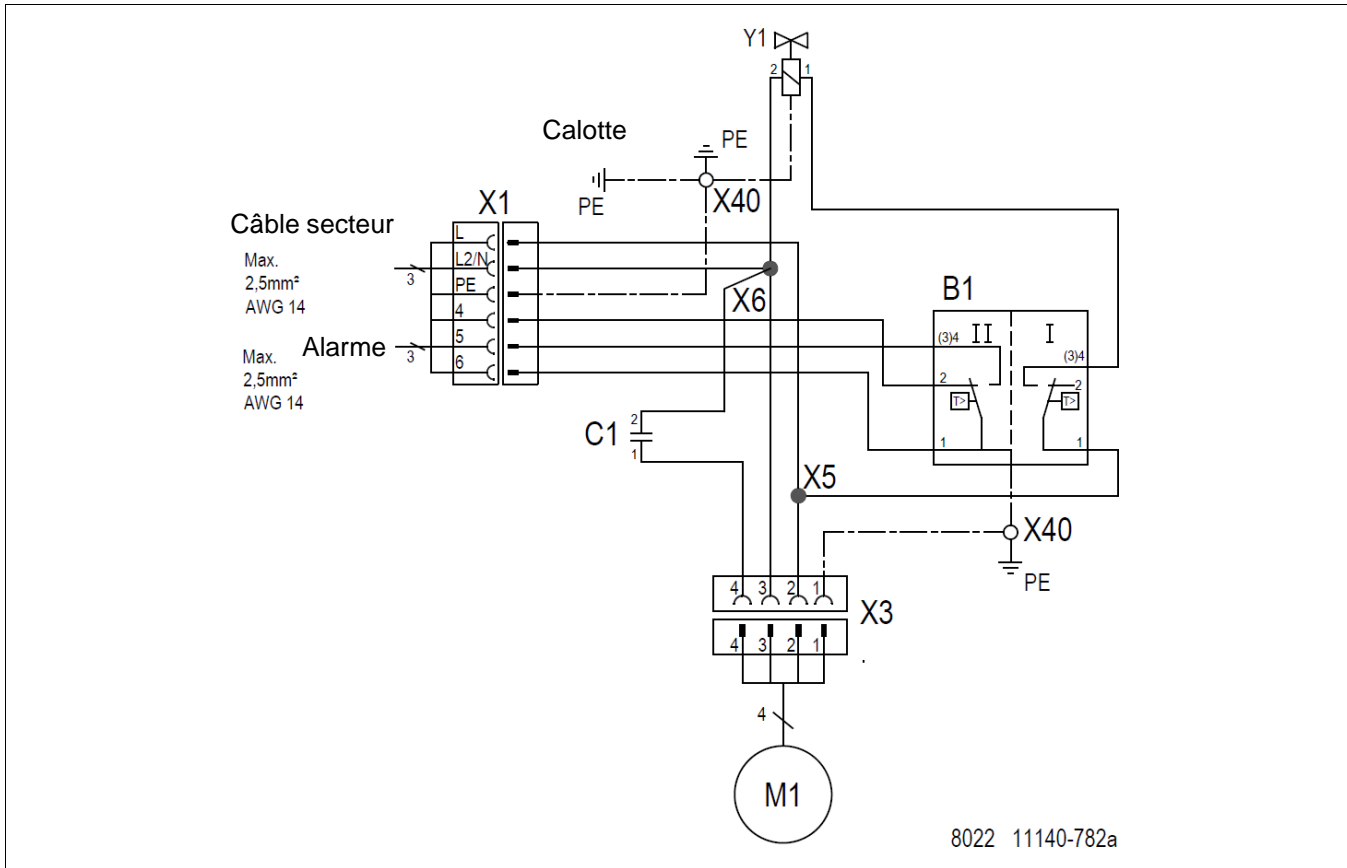 Y1
2 1
Calotte
PE
PE
X40
X1
Câble secteur
Max.
2,5mm²
AWG 14
3
L
L2/N
PE
4
5
6
Alarme
3
Max.
2,5mm²
AWG 14
X6
B1
(3)4 II I
(3)4
2 2
T> T>
1 1
C1
2
1
X5
X40
PE
4 3 2 1
X3
4 3 2 1
4
M1
8022 11140-782a